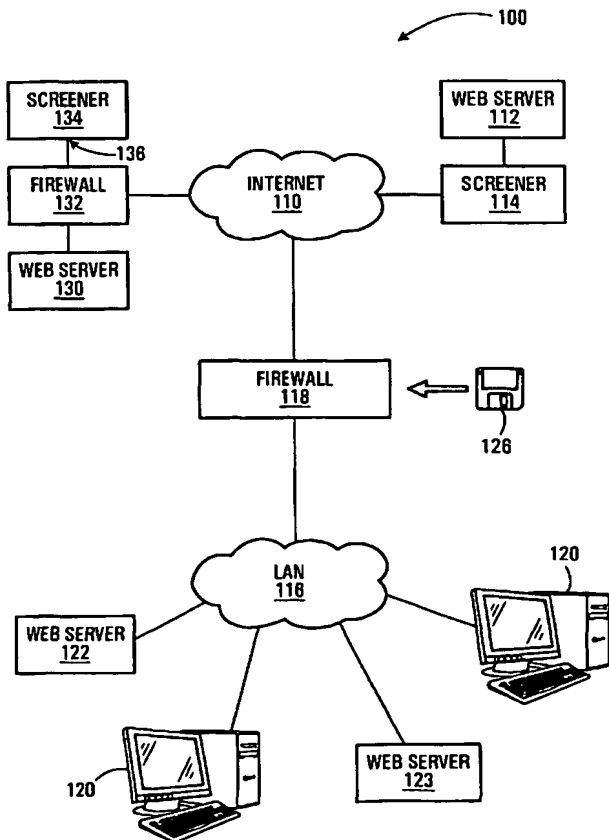 100
SCREENER
134
136
FIREWALL
132
WEB SERVER
130
INTERNET
110
WEB SERVER
112
SCREENER
114
FIREWALL
118
126
LAN
116
WEB SERVER
122
120
WEB SERVER
123
120